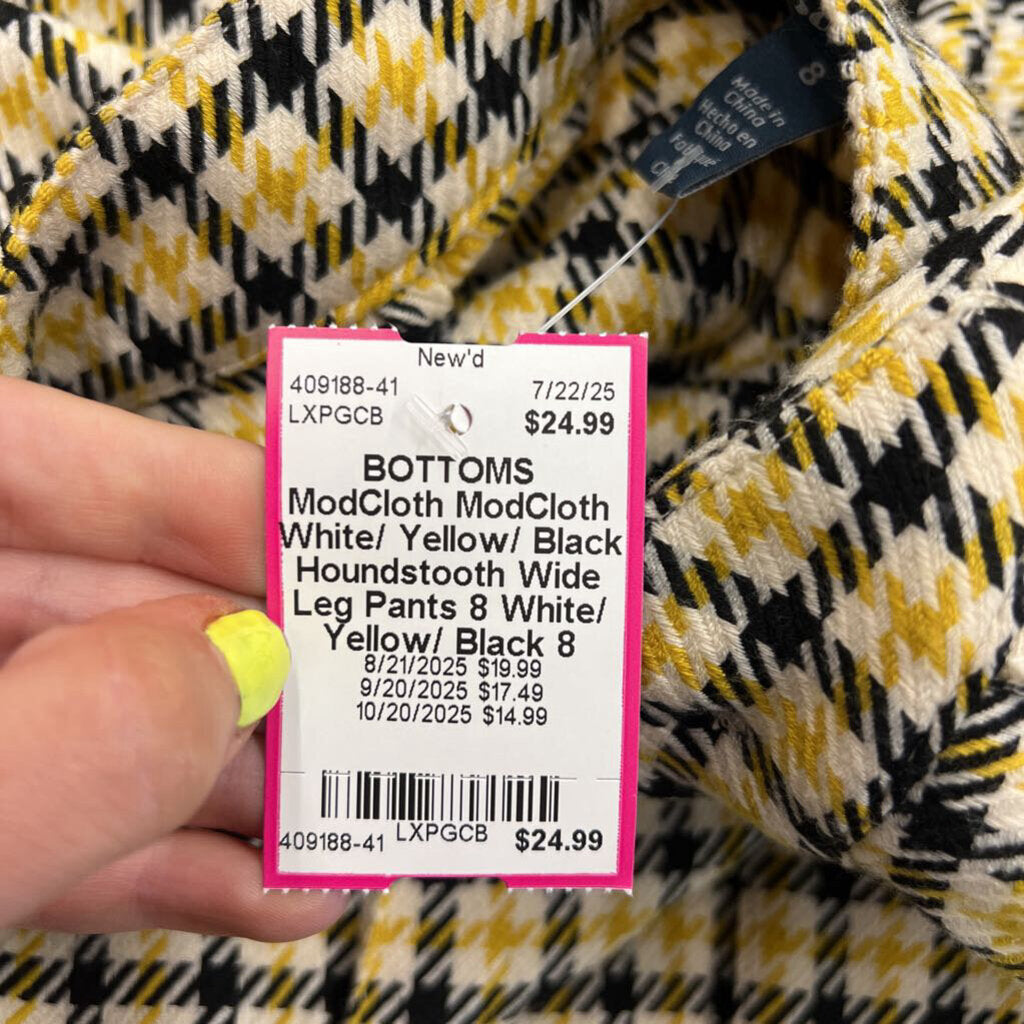 8
Made in
China
Hecho en
China
New'd
409188-41
7/22/25
LXPGCB
$24.99
BOTTOMS
ModCloth ModCloth
White/ Yellow/ Black
Houndstooth Wide
Leg Pants 8 White/
Yellow/ Black 8
8/21/2025 $19.99
9/20/2025 $17.49
10/20/2025 $14.99
409188-41 LXPGCB $24.99